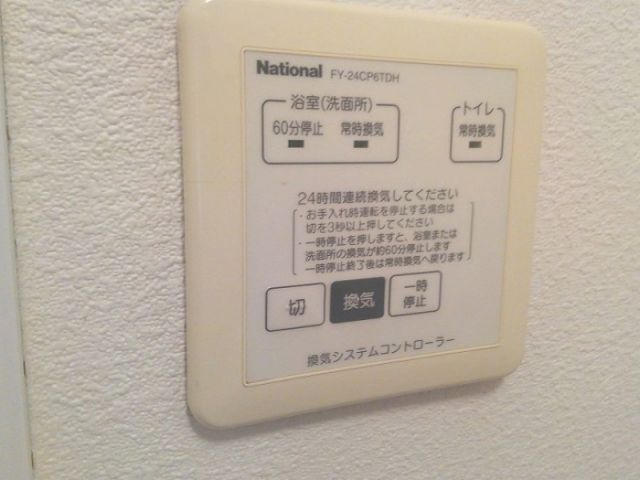 National FY-24CP6TDH
浴室(洗面所)
トイレ
60分停止 常時換気
常時換気
24時間連続換気してください
・お手入れ時運転を停止する場合は
切を3秒以上押してください
・一時停止を押しますと、浴室または
洗面所の換気が約60分停止します
一時停止終了後は常時換気へ戻ります
切
換気
一時
停止
換気システムコントローラー